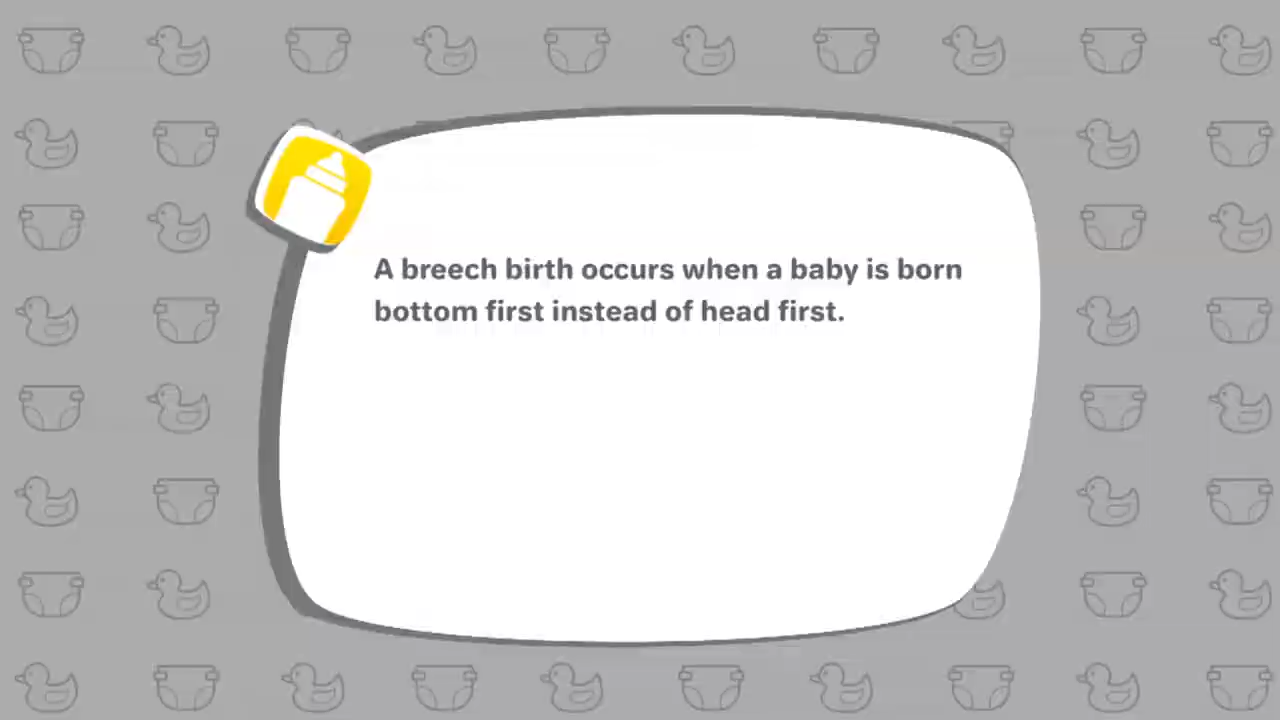 A breech birth occurs when a baby is born
bottom first instead of head first.